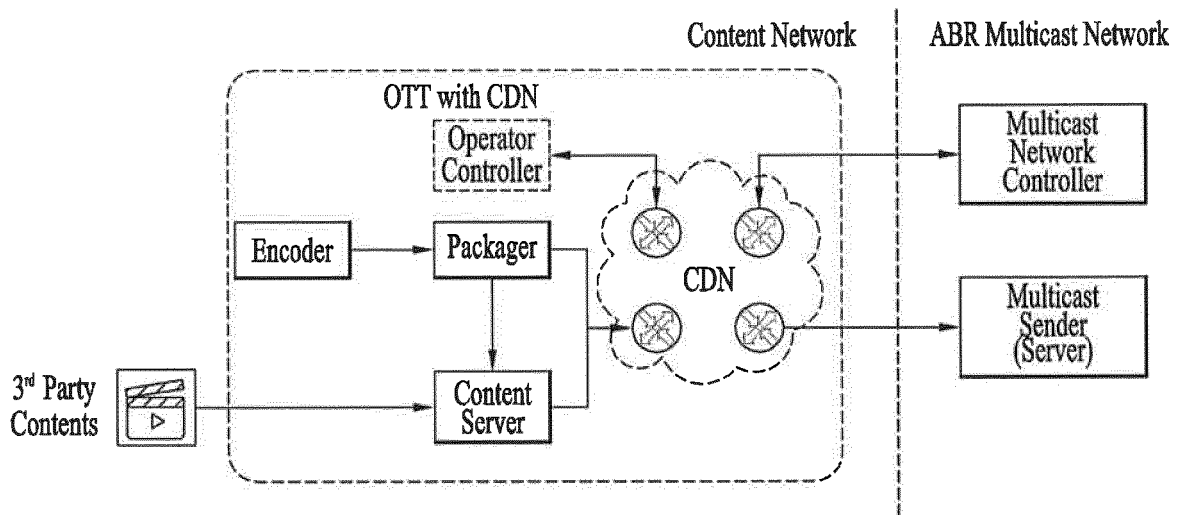 Content Network
ABR Multicast Network
OTT with CDN
Operator
Controller
Multicast
Network
Controller
Encoder
Packager
CDN
Multicast
Sender
(Server)
3rd Party
Contents
Content
Server